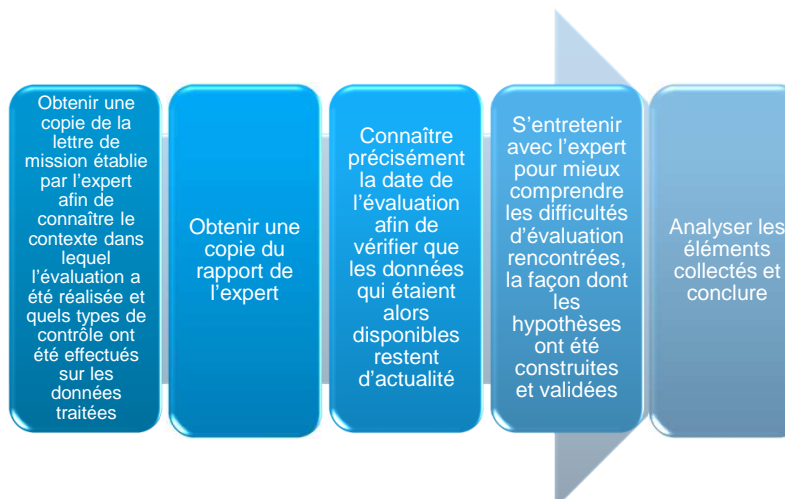 Obtenir une
copie de la
lettre de
mission établie
par l'expert
afin de
connaître le
contexte dans
lequel
l'évaluation a
été réalisée et
quels types de
contrôle ont
été effectués
sur les
données
traitées
Obtenir une
copie du
rapport de
l'expert
Connaître
précisément
la date de
l'évaluation
afin de
vérifier que
les données
qui étaient
alors
disponibles
restent
d'actualité
S'entretenir
avec l'expert
pour mieux
comprendre
les difficultés
d'évaluation
rencontrées,
la façon dont
les
hypothèses
ont été
construites
et validées
Analyser les
éléments
collectés et
conclure